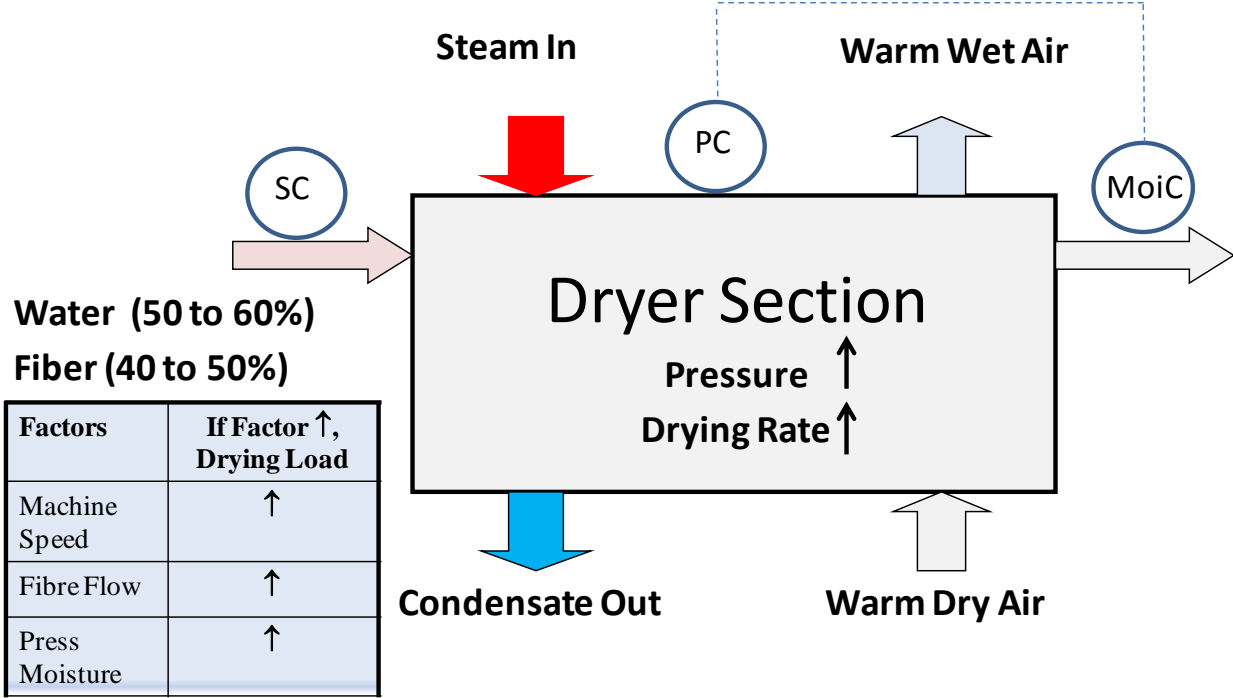 Steam In
Warm Wet Air
PC
SC
MoiC
Dryer Section
Pressure ↑
Drying Rate ↑
Water (50 to 60%)
Fiber (40 to 50%)
Factors
If Factor ↑,
Drying Load
Machine
Speed
↑
Fibre Flow
↑
Press
Moisture
↑
Condensate Out
Warm Dry Air